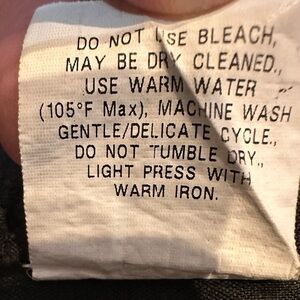 DO NOT USE BLEACH,
MAY BE DRY CLEANED.,
USE WARM WATER
(105°F Max), MACHINE WASH
GENTLE/DELICATE CYCLE.,
DO NOT TUMBLE DRY.,
LIGHT PRESS WITH
WARM IRON.